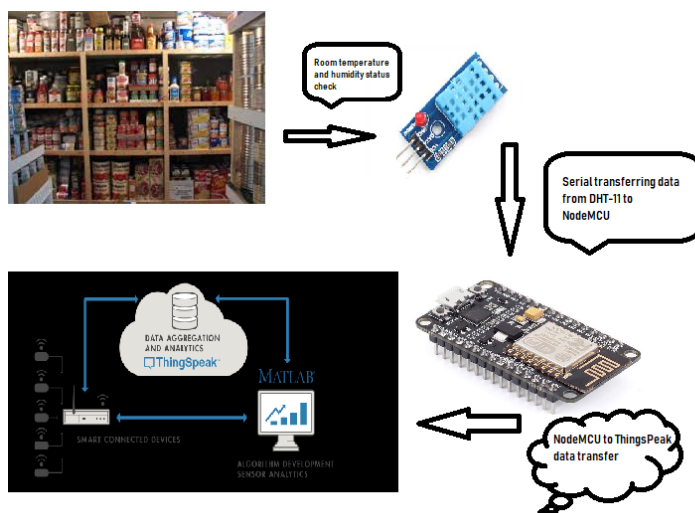 Room temperature
and humidity status
check
Serial transferring data
from DHT-11 to
NodeMCU
DATA AGGREGATION
AND ANALYTICS
ThingSpeak™
MATLAB®
SMART CONNECTED DEVICES
ALGORITHM DEVELOPMENT
SENSOR ANALYTICS
NodeMCU to ThingsPeak
data transfer